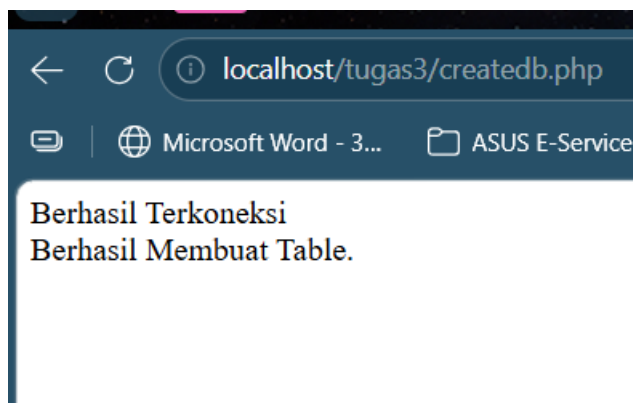 localhost/tugas3/createdb.php
Microsoft Word - 3... ASUS E-Service
Berhasil Terkoneksi
Berhasil Membuat Table.